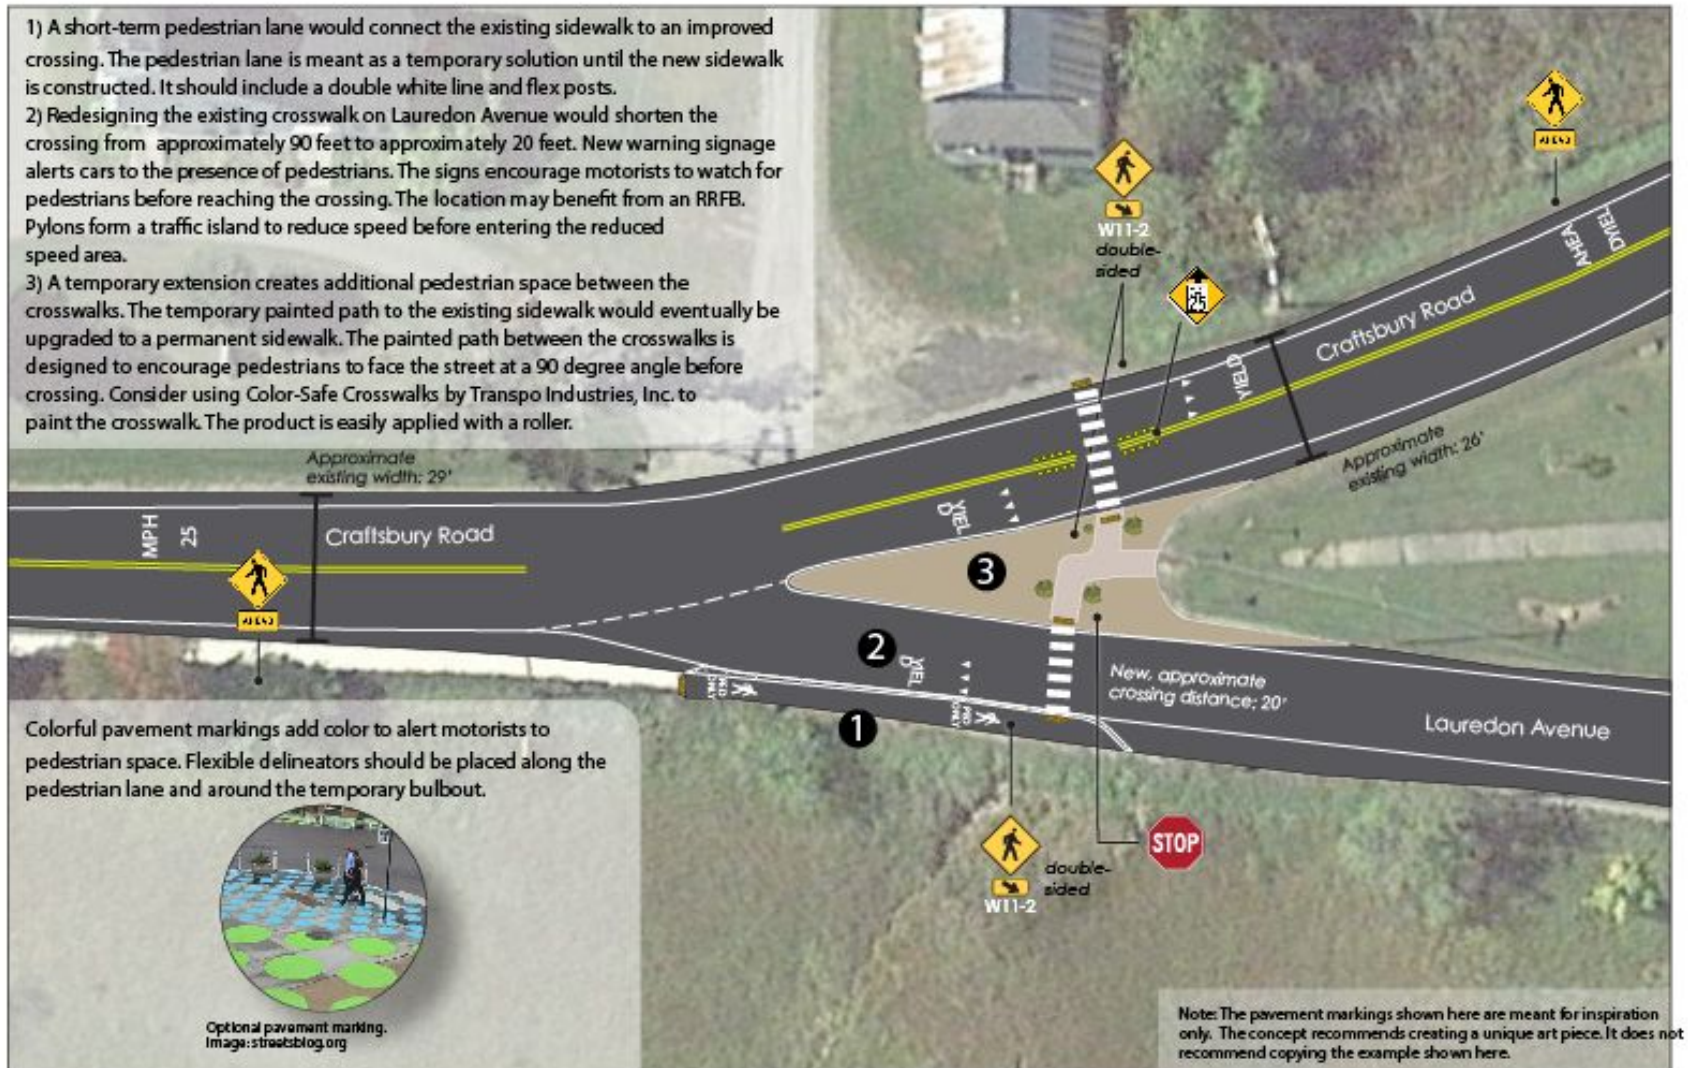 1) A short-term pedestrian lane would connect the existing sidewalk to an improved
crossing. The pedestrian lane is meant as a temporary solution until the new sidewalk
is constructed. It should include a double white line and flex posts.
2) Redesigning the existing crosswalk on Lauredon Avenue would shorten the
crossing from approximately 90 feet to approximately 20 feet. New warning signage
alerts cars to the presence of pedestrians. The signs encourage motorists to watch for
pedestrians before reaching the crossing. The location may benefit from an RRFB.
Pylons form a traffic island to reduce speed before entering the reduced
speed area.
3) A temporary extension creates additional pedestrian space between the
crosswalks. The temporary painted path to the existing sidewalk would eventually be
upgraded to a permanent sidewalk. The painted path between the crosswalks is
designed to encourage pedestrians to face the street at a 90 degree angle before
crossing. Consider using Color-Safe Crosswalks by Transpo Industries, Inc. to
paint the crosswalk. The product is easily applied with a roller.
AHEAD
W11-2
double-
sided
25
AHEA
DYIEL
Craftsbury Road
YIELD
Approximate
existing width: 26'
Approximate
existing width: 29'
MPH
25
Craftsbury Road
YIEL
D
AHEAD
3
2
YIEL
D
PED
ONLY
PED
ONLY
1
New, approximate
crossing distance: 20'
Lauredon Avenue
STOP
double-
sided
W11-2
Colorful pavement markings add color to alert motorists to
pedestrian space. Flexible delineators should be placed along the
pedestrian lane and around the temporary bulbout.
Optional pavement marking.
Image: streetsblog.org
Note: The pavement markings shown here are meant for inspiration
only. The concept recommends creating a unique art piece. It does not
recommend copying the example shown here.